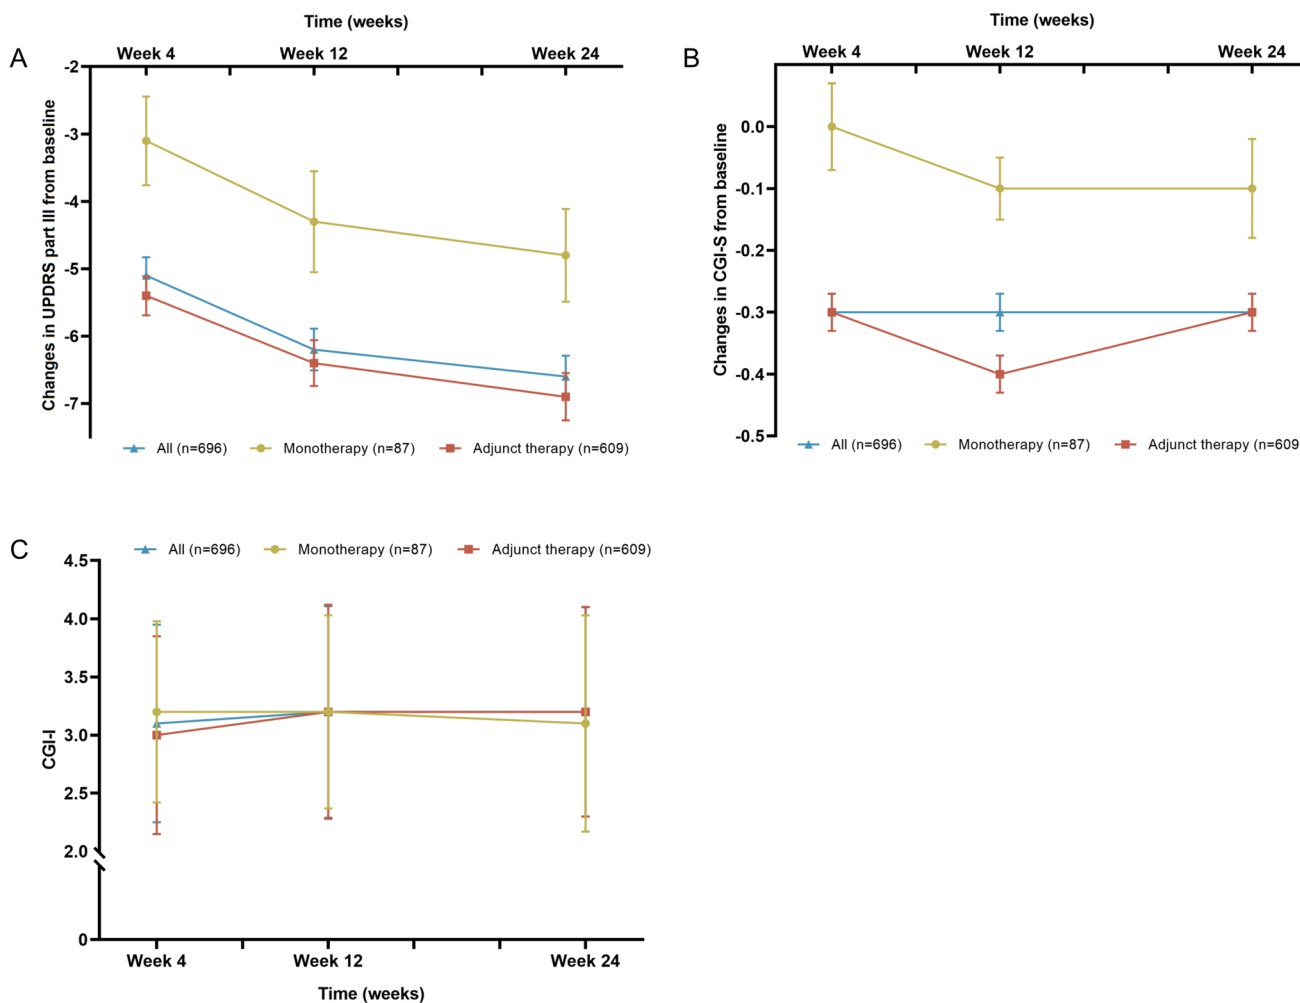 A
Time (weeks)
Week 4 Week 12 Week 24
Changes in UPDRS part III from baseline
-2
-3
-4
-5
-6
-7
All (n=696) Monotherapy (n=87) Adjunct therapy (n=609)
B
Time (weeks)
Week 4 Week 12 Week 24
Changes in CGI-S from baseline
0.0
-0.1
-0.2
-0.3
-0.4
-0.5
All (n=696) Monotherapy (n=87) Adjunct therapy (n=609
C
All (n=696) Monotherapy (n=87) Adjunct therapy (n=609)
CGI-I
4.5
4.0
3.5
3.0
2.5
2.0
0
Week 4 Week 12 Week 24
Time (weeks)